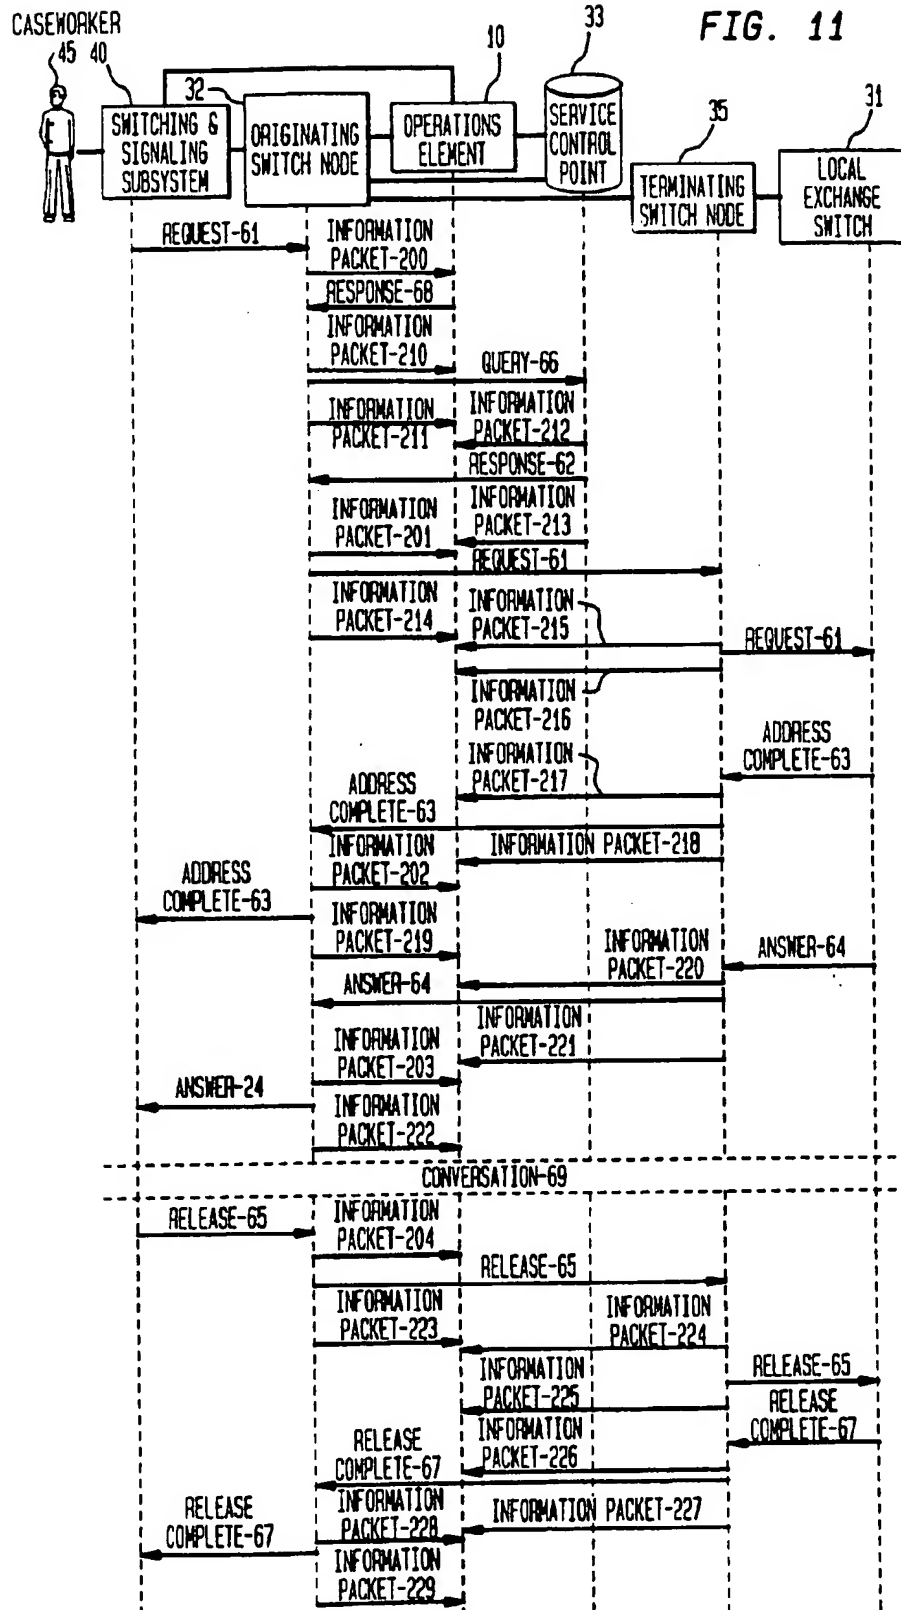 FIG. 11
CASEWORKER
45
40
32
10
33
35
31
SWITCHING &
SIGNALING
SUBSYSTEM
ORIGINATING
SWITCH NODE
OPERATIONS
ELEMENT
SERVICE
CONTROL
POINT
TERMINATING
SWITCH NODE
LOCAL
EXCHANGE
SWITCH
REQUEST-61
INFORMATION
PACKET-200
RESPONSE-68
INFORMATION
PACKET-210
QUERY-66
INFORMATION
PACKET-211
INFORMATION
PACKET-212
RESPONSE-62
INFORMATION
PACKET-201
INFORMATION
PACKET-213
REQUEST-61
INFORMATION
PACKET-214
INFORMATION
PACKET-215
REQUEST-61
INFORMATION
PACKET-216
ADDRESS
COMPLETE-63
INFORMATION
PACKET-217
ADDRESS
COMPLETE-63
INFORMATION PACKET-218
INFORMATION
PACKET-202
ADDRESS
COMPLETE-63
INFORMATION
PACKET-219
INFORMATION
PACKET-220
ANSWER-64
ANSWER-64
INFORMATION
PACKET-221
INFORMATION
PACKET-203
ANSWER-24
INFORMATION
PACKET-222
CONVERSATION-69
RELEASE-65
INFORMATION
PACKET-204
RELEASE-65
INFORMATION
PACKET-223
INFORMATION
PACKET-224
RELEASE-65
INFORMATION
PACKET-225
RELEASE
COMPLETE-67
INFORMATION
PACKET-226
RELEASE
COMPLETE-67
INFORMATION PACKET-227
INFORMATION
PACKET-228
RELEASE
COMPLETE-67
INFORMATION
PACKET-229